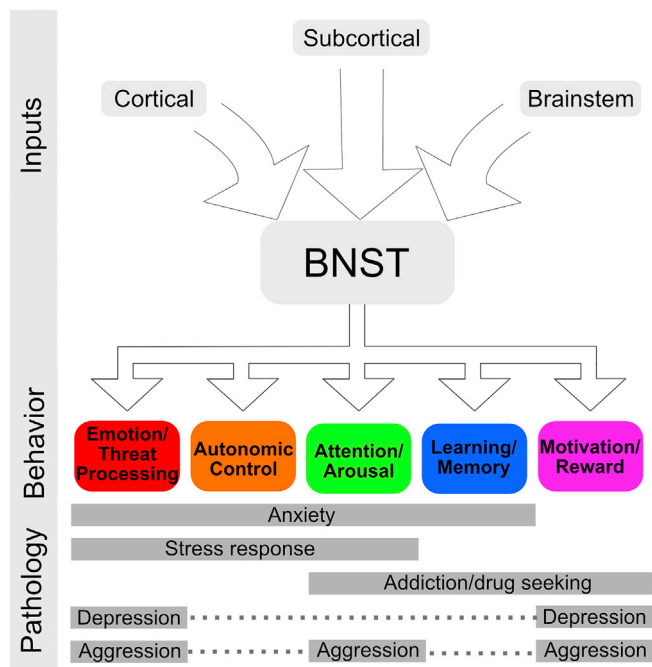 Inputs
Subcortical
Cortical
Brainstem
BNST
Behavior
Emotion/
Threat
Processing
Autonomic
Control
Attention/
Arousal
Learning/
Memory
Motivation/
Reward
Pathology
Anxiety
Stress response
Addiction/drug seeking
Depression Depression
Aggression Aggression Aggression